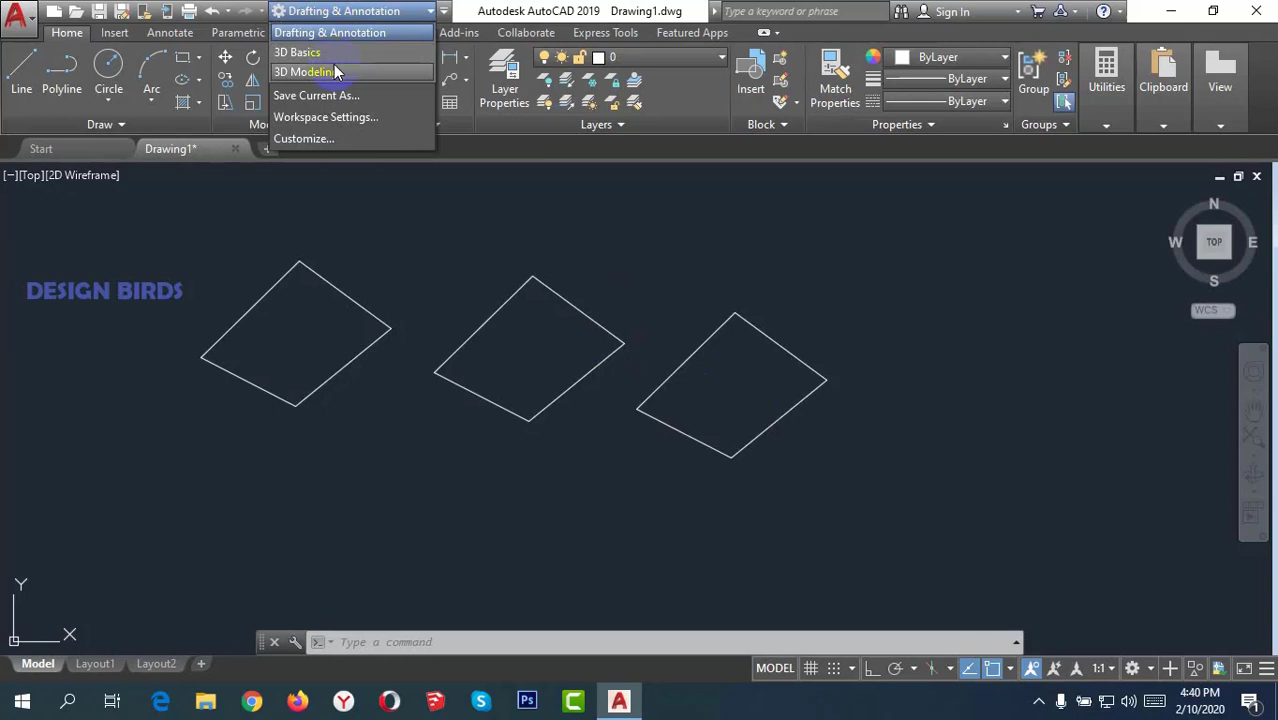 Drafting & Annotation
Autodesk AutoCAD 2019 Drawing1.dwg
Type a keyword or phrase
Sign In
Home Insert Annotate Parametric
Drafting & Annotation
Add-ins Collaborate Express Tools Featured Apps
3D Basics
3D Modelin
Save Current As...
Workspace Settings...
Customize...
Line Polyline Circle Arc
Draw
Layer Properties
0
Layers
Insert
Block
Match Properties
ByLayer
ByLayer
ByLayer
Properties
Group
Groups
Utilities
Clipboard
View
Start Drawing1*
[−][Top][2D Wireframe]
N
W TOP E
S
WCS
DESIGN BIRDS
Y
X
Type a command
Model Layout1 Layout2
MODEL 1:1
4:40 PM
2/10/2020